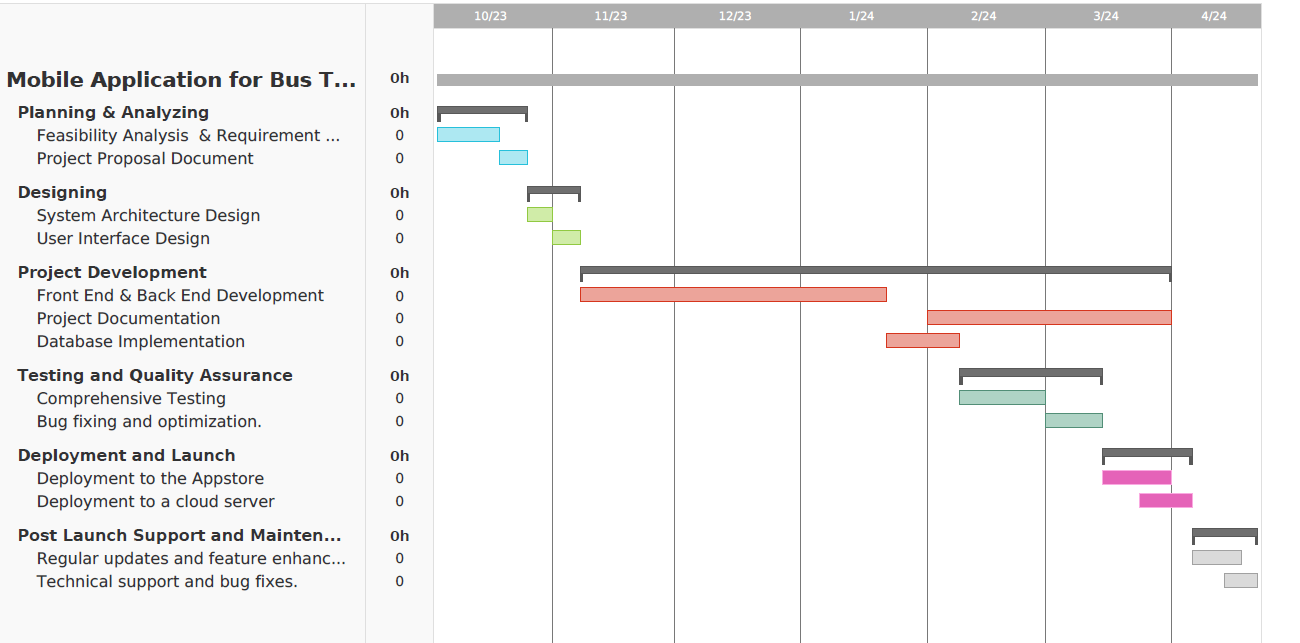 10/23 11/23 12/23 1/24 2/24 3/24 4/24
Mobile Application for Bus T... 0h
Planning & Analyzing 0h
Feasibility Analysis  & Requirement ... 0
Project Proposal Document 0
Designing 0h
System Architecture Design 0
User Interface Design 0
Project Development 0h
Front End & Back End Development 0
Project Documentation 0
Database Implementation 0
Testing and Quality Assurance 0h
Comprehensive Testing 0
Bug fixing and optimization. 0
Deployment and Launch 0h
Deployment to the Appstore 0
Deployment to a cloud server 0
Post Launch Support and Mainten... 0h
Regular updates and feature enhanc... 0
Technical support and bug fixes. 0